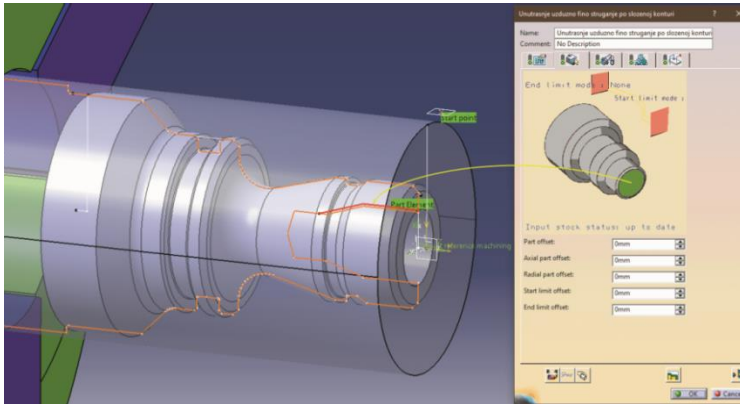 Unutrasnje uzduzno fino struganje po slozenoj konturi
?
Name: Unutrasnje uzduzno fino struganje po slozenoj konturi
Comment: No Description
End limit mode : None
Start limit mode :
Start point
Part Element
Input stock status: up to date
Part offset: 0mm
Axial part offset: 0mm
Radial part offset: 0mm
Start limit offset: 0mm
End limit offset: 0mm
OK
Cance